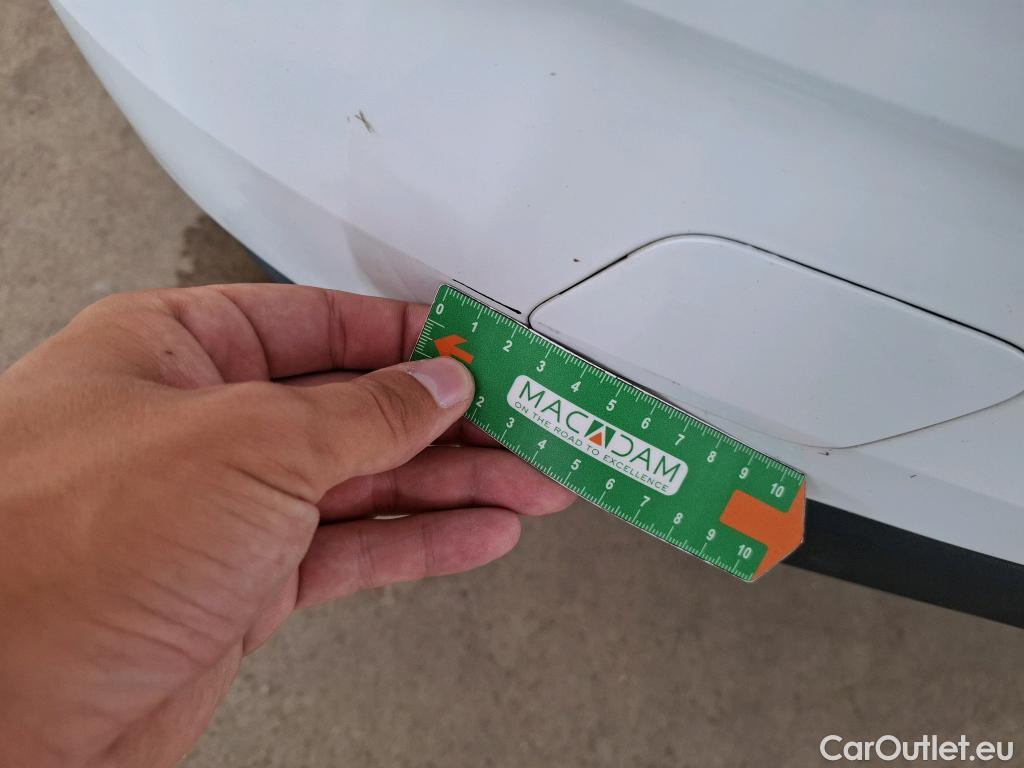 0 1 2 3 4 5 6 7 8 9 10
MACADAM
ON THE ROAD TO EXCELLENCE
2 3 4 5 6 7 8 9 10
CarOutlet.eu